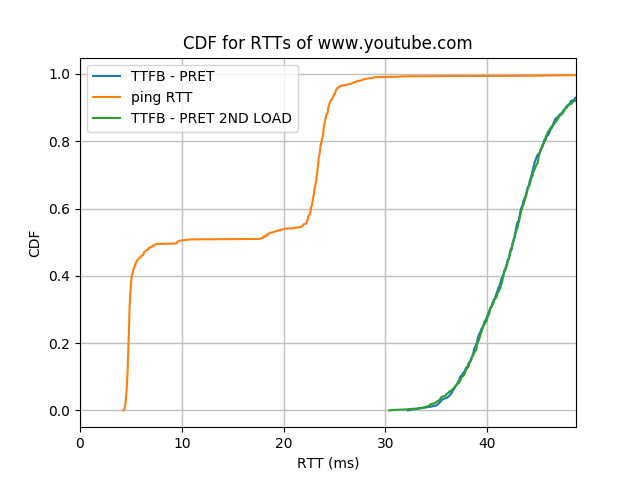 CDF for RTTs of www.youtube.com
TTFB - PRET
ping RTT
TTFB - PRET 2ND LOAD
CDF
1.0
0.8
0.6
0.4
0.2
0.0
0 10 20 30 40
RTT (ms)